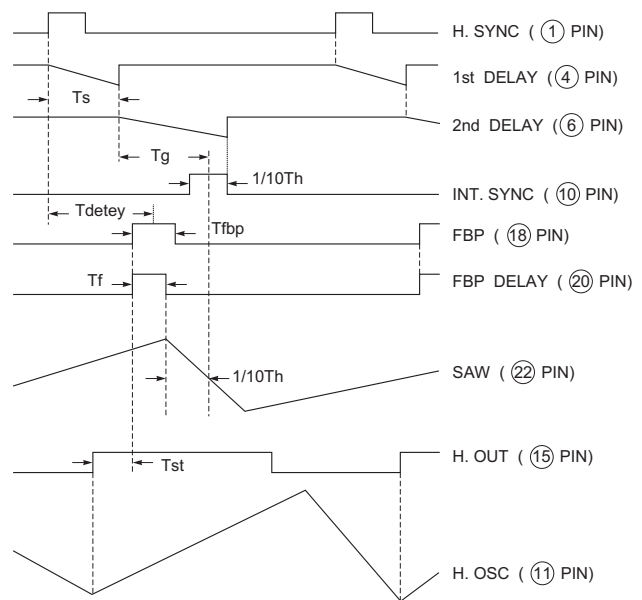 H. SYNC ( 1 PIN)
1st DELAY ( 4 PIN)
Ts
2nd DELAY ( 6 PIN)
Tg
1/10Th
INT. SYNC ( 10 PIN)
Tdetey
Tfbp
FBP ( 18 PIN)
Tf
FBP DELAY ( 20 PIN)
1/10Th
SAW ( 22 PIN)
H. OUT ( 15 PIN)
Tst
H. OSC ( 11 PIN)